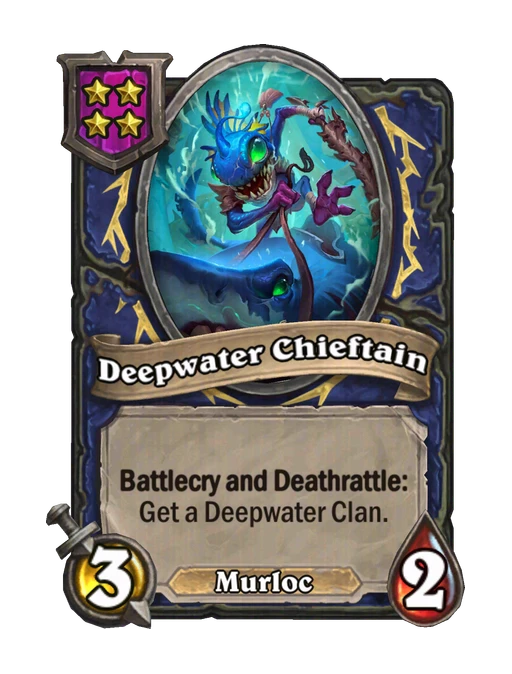 Deepwater Chieftain
Battlecry and Deathrattle:
Get a Deepwater Clan.
3
Murloc
2